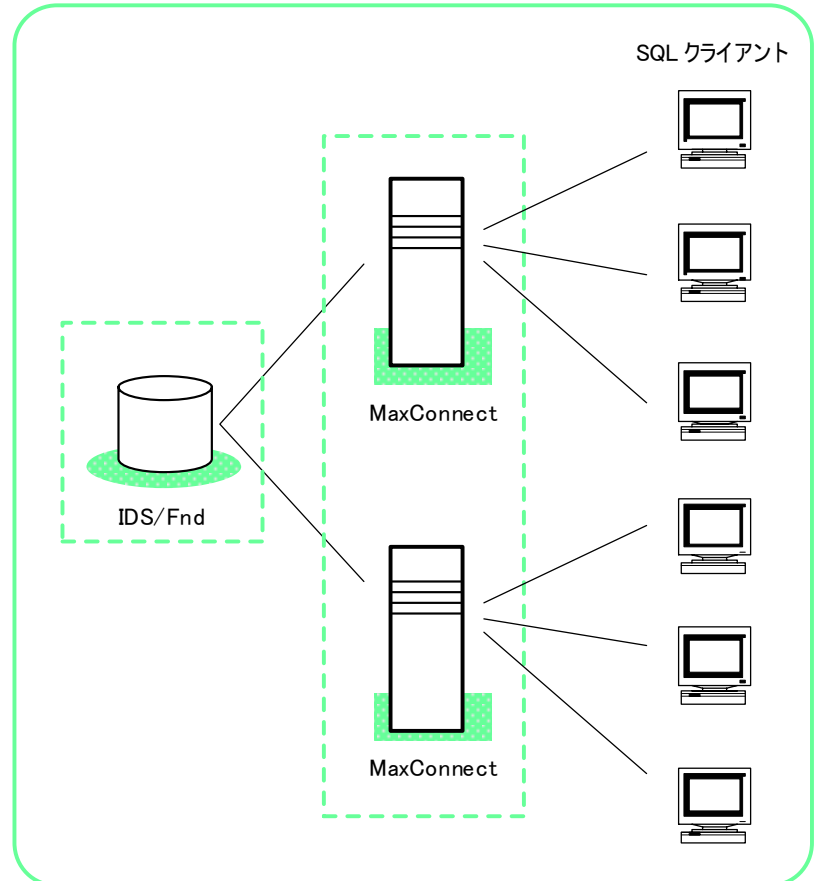 SQL クライアント
MaxConnect
IDS/Fnd
MaxConnect